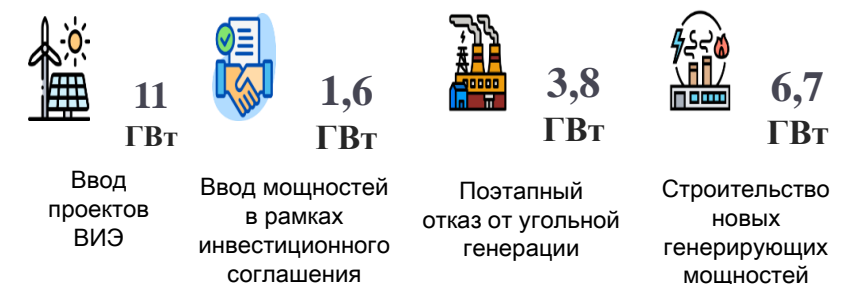 11
ГВт
Ввод
проектов
ВИЭ
1,6
ГВт
Ввод мощностей
в рамках
инвестиционного
соглашения
3,8
ГВт
Поэтапный
отказ от угольной
генерации
6,7
ГВт
Строительство
новых
генерирующих
мощностей